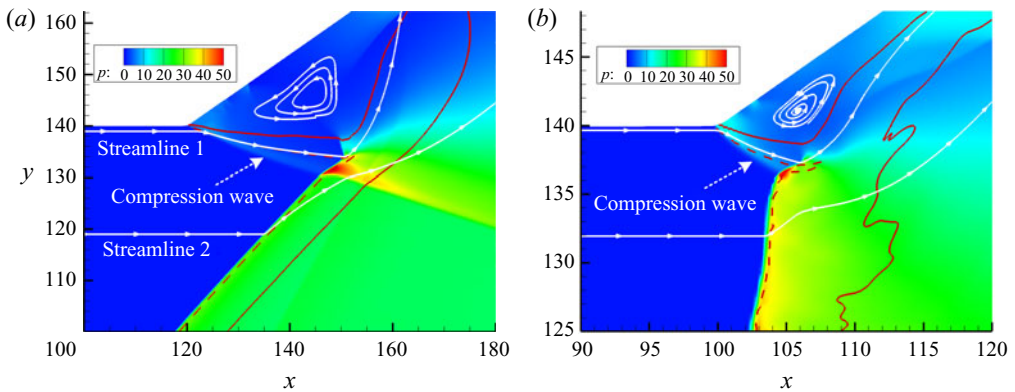 (a)
160
150
140
130
120
110
y
p: 0 10 20 30 40 50
Streamline 1
Compression wave
Streamline 2
100 120 140 160 180
x
(b)
145
140
135
130
125
p: 0 10 20 30 40 50
Compression wave
90 100 106 110 115 120
x